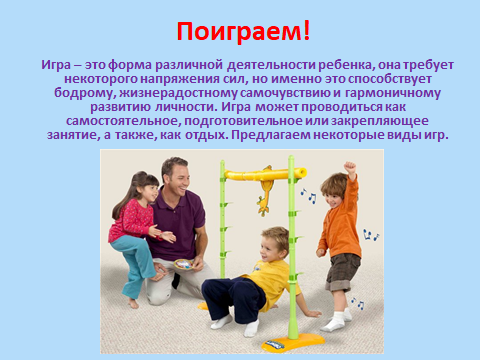 Поиграем!
Игра – это форма различной деятельности ребенка, она требует
некоторого напряжения сил, но именно это способствует
бодрому, жизнерадостному самочувствию и гармоничному
развитию личности. Игра может проводиться как
самостоятельное, подготовительное или закрепляющее
занятие, а также, как отдых. Предлагаем некоторые виды игр.